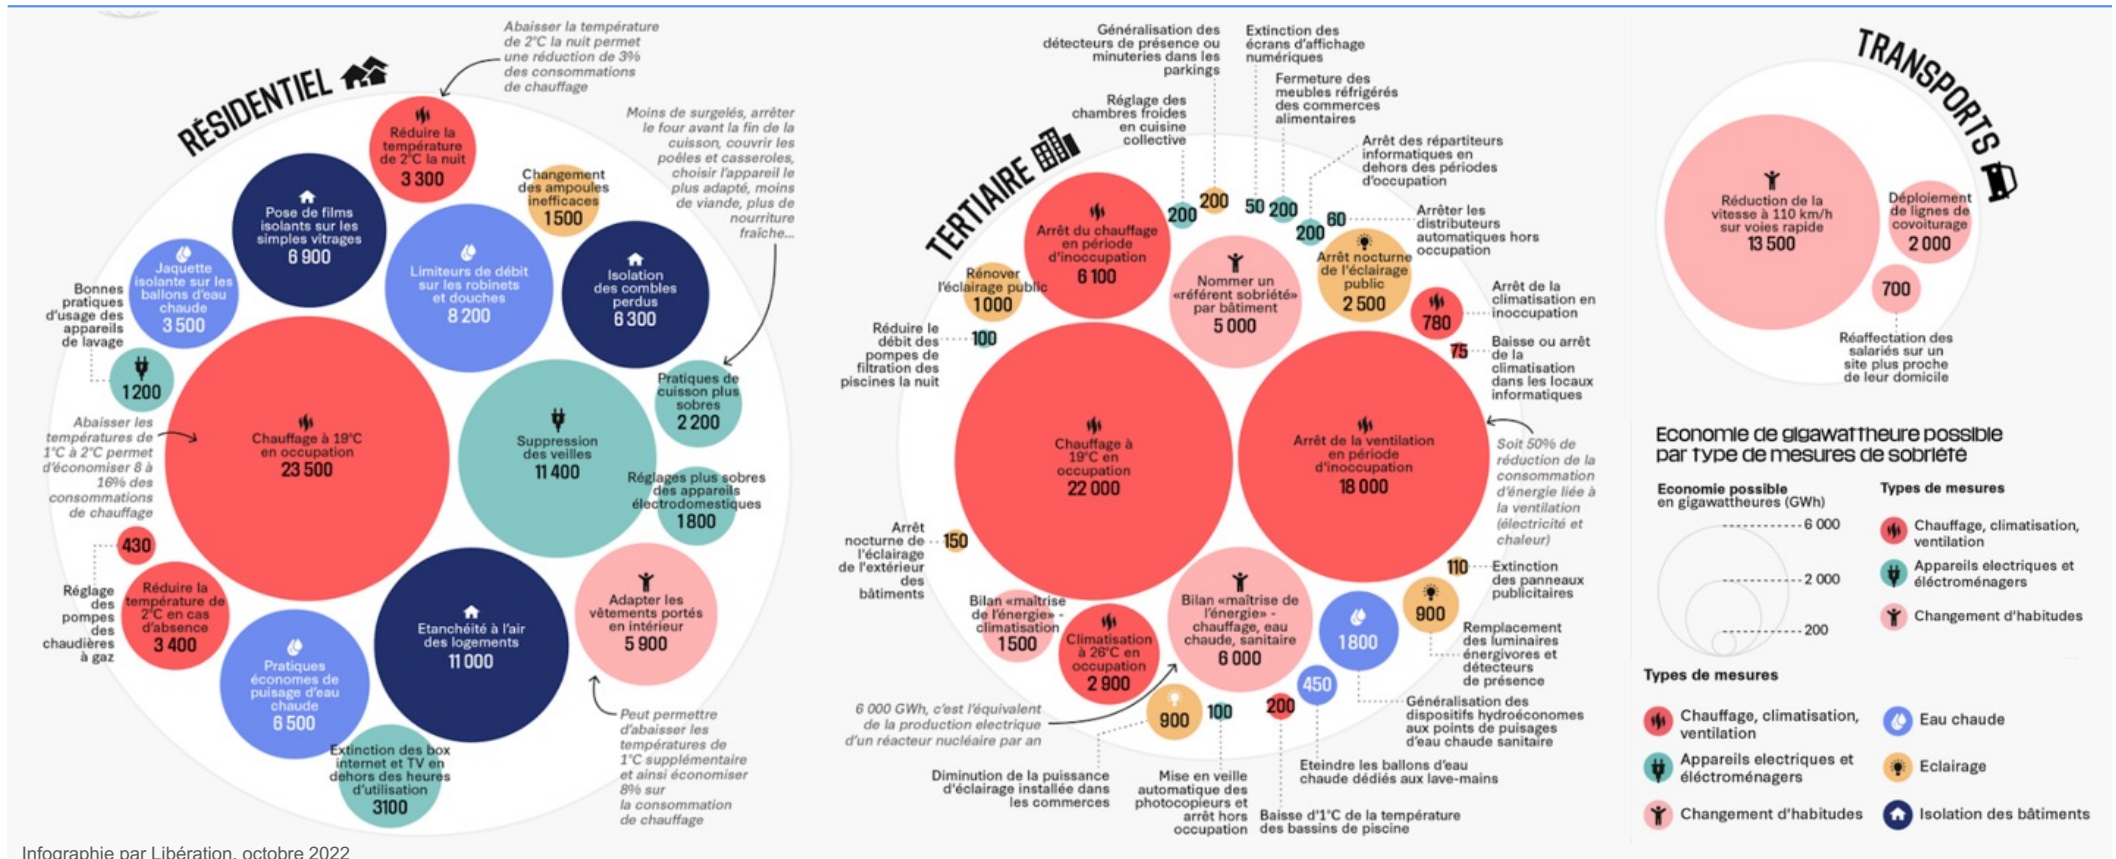 RÉSIDENTIEL
Abaisser la température
de 2°C la nuit permet
une réduction de 3%
des consommations
de chauffage
Réduire la
température
de 2°C la nuit
3 300
Moins de surgelés, arrêter
le four avant la fin de la
cuisson, couvrir les
poêles et casseroles,
choisir l'appareil le
plus adapté, moins
de viande, plus de
nourriture
fraîche...
Changement
des ampoules
inefficaces
1 500
Pose de films
isolants sur les
simples vitrages
6 900
Jaquette
isolante sur les
ballons d'eau
chaude
3 500
Limiteurs de débit
sur les robinets
et douches
8 200
Isolation
des combles
perdus
6 300
Bonnes
pratiques
d'usage des
appareils
de lavage
1 200
Pratiques de
cuisson plus
sobres
2 200
Abaisser les
températures de
1°C à 2°C permet
d'économiser 8 à
16% des
consommations
de chauffage
Chauffage à 19°C
en occupation
23 500
Suppression
des veilles
11 400
Réglages plus sobres
des appareils
électrodomestiques
1 800
430
Réglage
des
pompes
des
chaudières
à gaz
Réduire la
température de
2°C en cas
d'absence
3 400
Pratiques
économes de
puisage d'eau
chaude
6 500
Etanchéité à l'air
des logements
11 000
Adapter les
vêtements portés
en intérieur
5 900
Extinction des box
internet et TV en
dehors des heures
d'utilisation
3100
Peut permettre
d'abaisser les
températures de
1°C supplémentaire
et ainsi économiser
8% sur
la consommation
de chauffage
TERTIAIRE
Généralisation des
détecteurs de présence ou
minuteries dans les
parkings
200
Extinction des
écrans d'affichage
numériques
50
Fermeture des
meubles réfrigérés
des commerces
alimentaires
200
Réglage des
chambres froides
en cuisine
collective
200
Arrêt des répartiteurs
informatiques en
dehors des périodes
d'occupation
200
60
Arrêter les
distributeurs
automatiques hors
occupation
Arrêt du chauffage
en période
d'inoccupation
6 100
Nommer un
«référent sobriété»
par bâtiment
5 000
Arrêt nocturne
de l'éclairage
public
2 500
Rénover
l'éclairage public
1 000
Arrêt de la
climatisation en
inoccupation
780
Réduire le
débit des
pompes de
filtration des
piscines la nuit
100
75
Baisse ou arrêt
de la
climatisation
dans les locaux
informatiques
Chauffage à
19°C en
occupation
22 000
Arrêt de la ventilation
en période
d'inoccupation
18 000
Soit 50% de
réduction de la
consommation
d'énergie liée à
la ventilation
(électricité et
chaleur)
Arrêt
nocturne de
l'éclairage
de l'extérieur
des
bâtiments
150
Bilan «maîtrise
de l'énergie» -
climatisation
1 500
Climatisation
à 26°C en
occupation
2 900
Bilan «maîtrise de
l'énergie» -
chauffage, eau
chaude, sanitaire
6 000
1 800
110
Extinction
des panneaux
publicitaires
900
Remplacement
des luminaires
énergivores et
détecteurs
de présence
450
200
100
900
6 000 GWh, c'est l'équivalent
de la production electrique
d'un réacteur nucléaire par an
Diminution de la puissance
d'éclairage installée dans
les commerces
Mise en veille
automatique des
photocopieurs et
arrêt hors
occupation
Baisse d'1°C de la température
des bassins de piscine
Eteindre les ballons d'eau
chaude dédiés aux lave-mains
Généralisation des
dispositifs hydroéconomes
aux points de puisages
d'eau chaude sanitaire
TRANSPORTS
Réduction de la
vitesse à 110 km/h
sur voies rapide
13 500
Déploiement
de lignes de
covoiturage
2 000
700
Réaffectation des
salariés sur un
site plus proche
de leur domicile
Economie de gigawattheure possible
par type de mesures de sobriété
Economie possible
en gigawattheures (GWh)
6 000
2 000
200
Types de mesures
Chauffage, climatisation,
ventilation
Appareils electriques et
éléctroménagers
Changement d'habitudes
Types de mesures
Chauffage, climatisation,
ventilation
Appareils electriques et
éléctroménagers
Changement d'habitudes
Eau chaude
Eclairage
Isolation des bâtiments
Infographie par Libération, octobre 2022